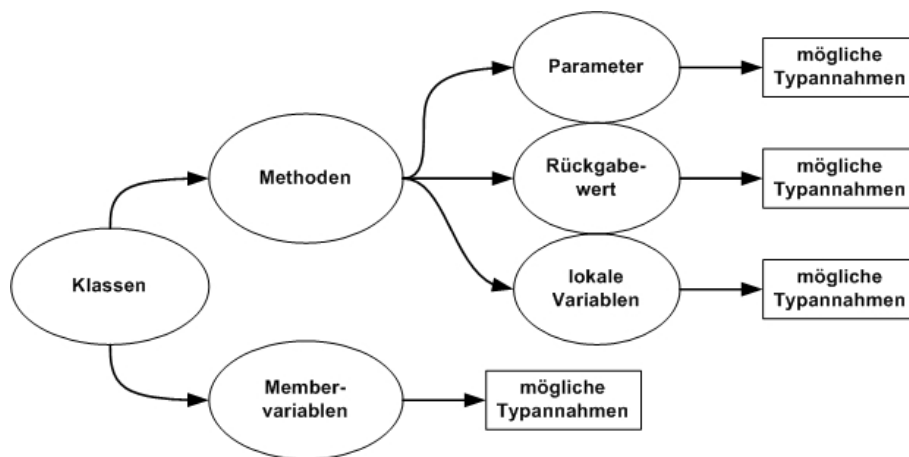 Parameter
mögliche
Typannahmen
Methoden
Rückgabe-
wert
mögliche
Typannahmen
Klassen
lokale
Variablen
mögliche
Typannahmen
Member-
variablen
mögliche
Typannahmen